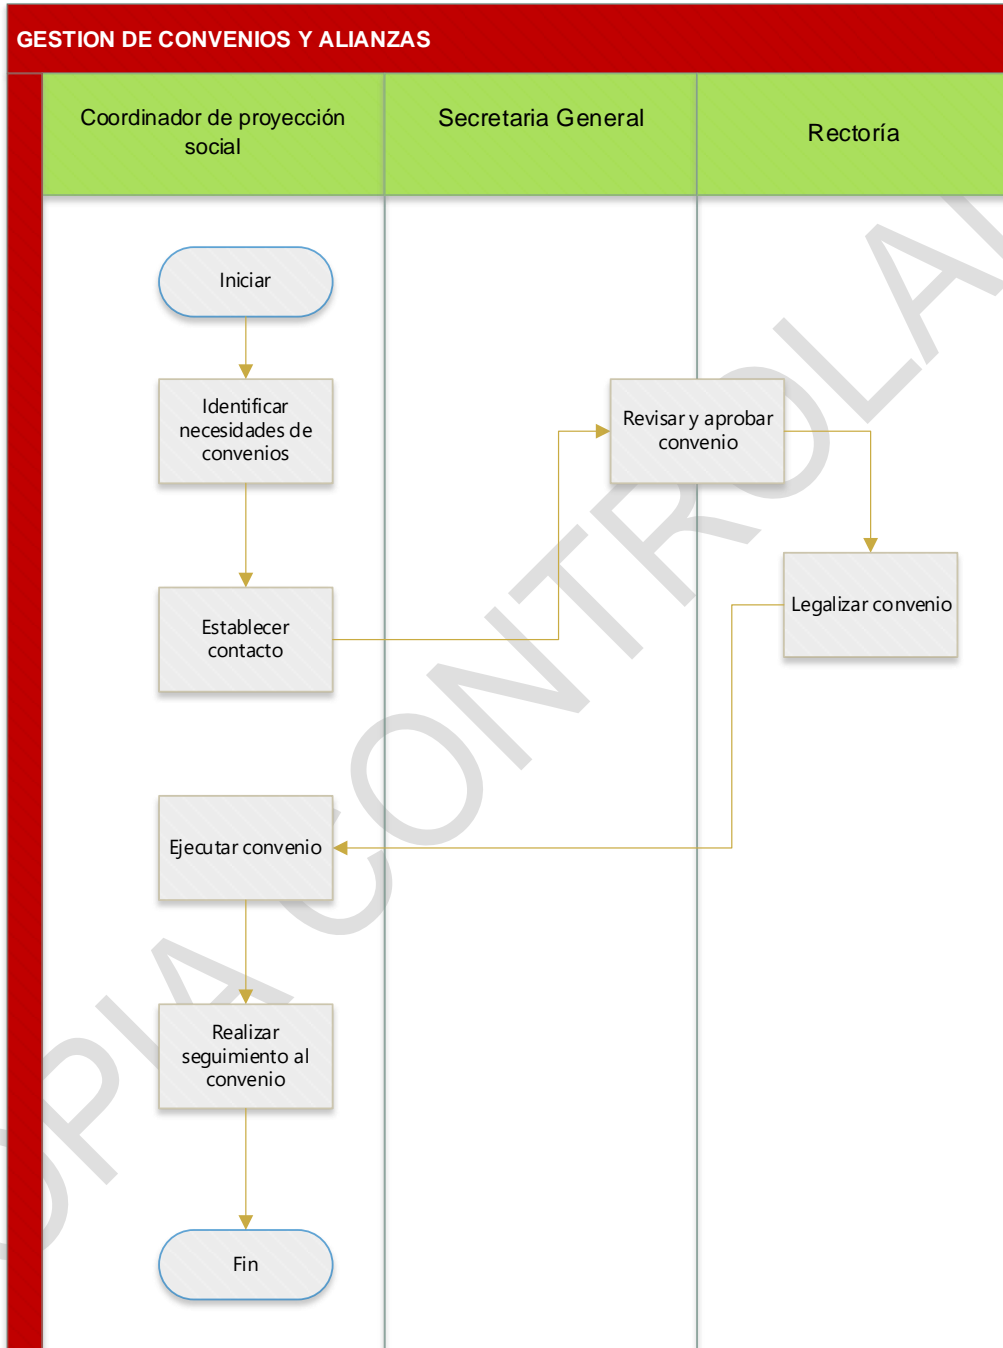 GESTION DE CONVENIOS Y ALIANZAS
Coordinador de proyección
social
Secretaria General
Rectoría
Iniciar
Identificar
necesidades de
convenios
Revisar y aprobar
convenio
Establecer
contacto
Legalizar convenio
Ejecutar convenio
Realizar
seguimiento al
convenio
Fin